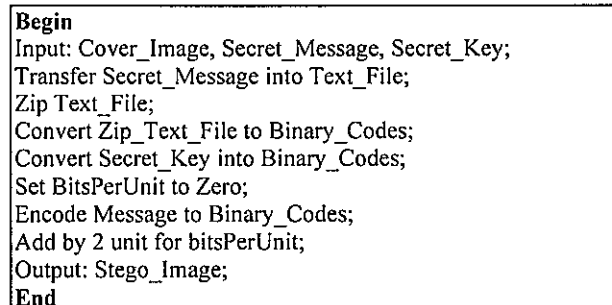 Begin
Input: Cover_Image, Secret_Message, Secret_Key;
Transfer Secret_Message into Text_File;
Zip Text_File;
Convert Zip_Text_File to Binary_Codes;
Convert Secret_Key into Binary_Codes;
Set BitsPerUnit to Zero;
Encode Message to Binary_Codes;
Add by 2 unit for bitsPerUnit;
Output: Stego_Image;
End